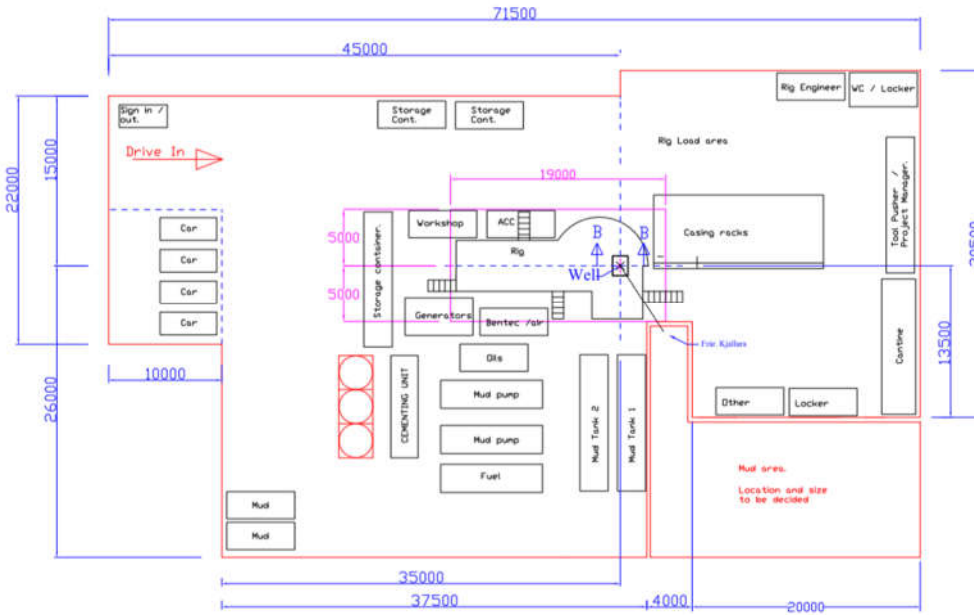 71500
45000
Sign in /
out.
Drive In
Storage
Cont.
Storage
Cont.
Rig Engineer
WC / Locker
Rig Load area
Tool Pusher /
Project Manager.
15000
22000
19000
5000
5000
Car
Car
Car
Car
Storage container.
Workshop
ACC
Rig
B
B
Well
Casing racks
Generators
Bentec /air
Oils
Cantine
13500
10000
26000
CEMENTING UNIT
Mud pump
Mud pump
Fuel
Mud Tank 2
Mud Tank 1
Other
Locker
Mud area.
Location and size
to be decided
Mud
Mud
35000
37500
4000
20000